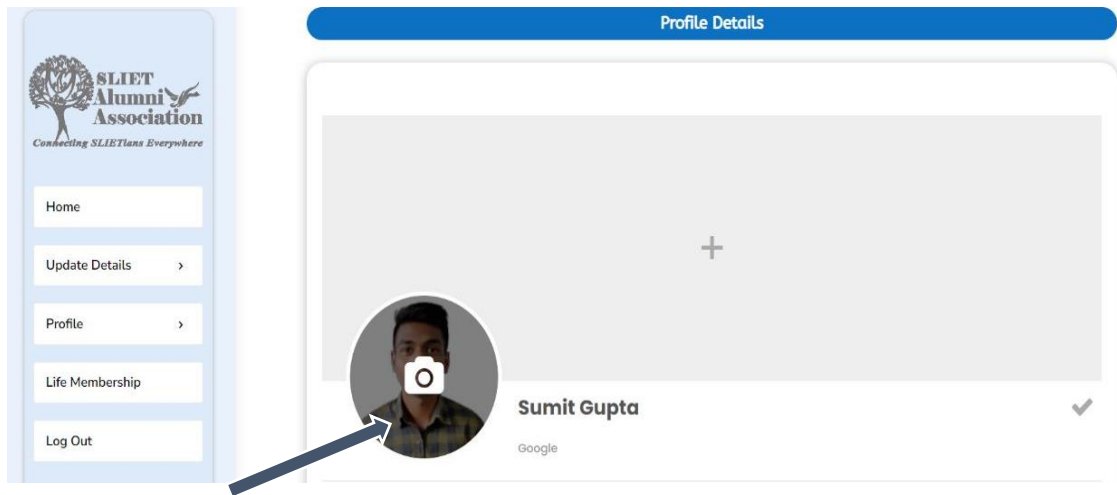 Profile Details
SLIET
Alumni
Association
Connecting SLIETians Everywhere
Home
Update Details
Profile
Life Membership
Log Out
Sumit Gupta
Google